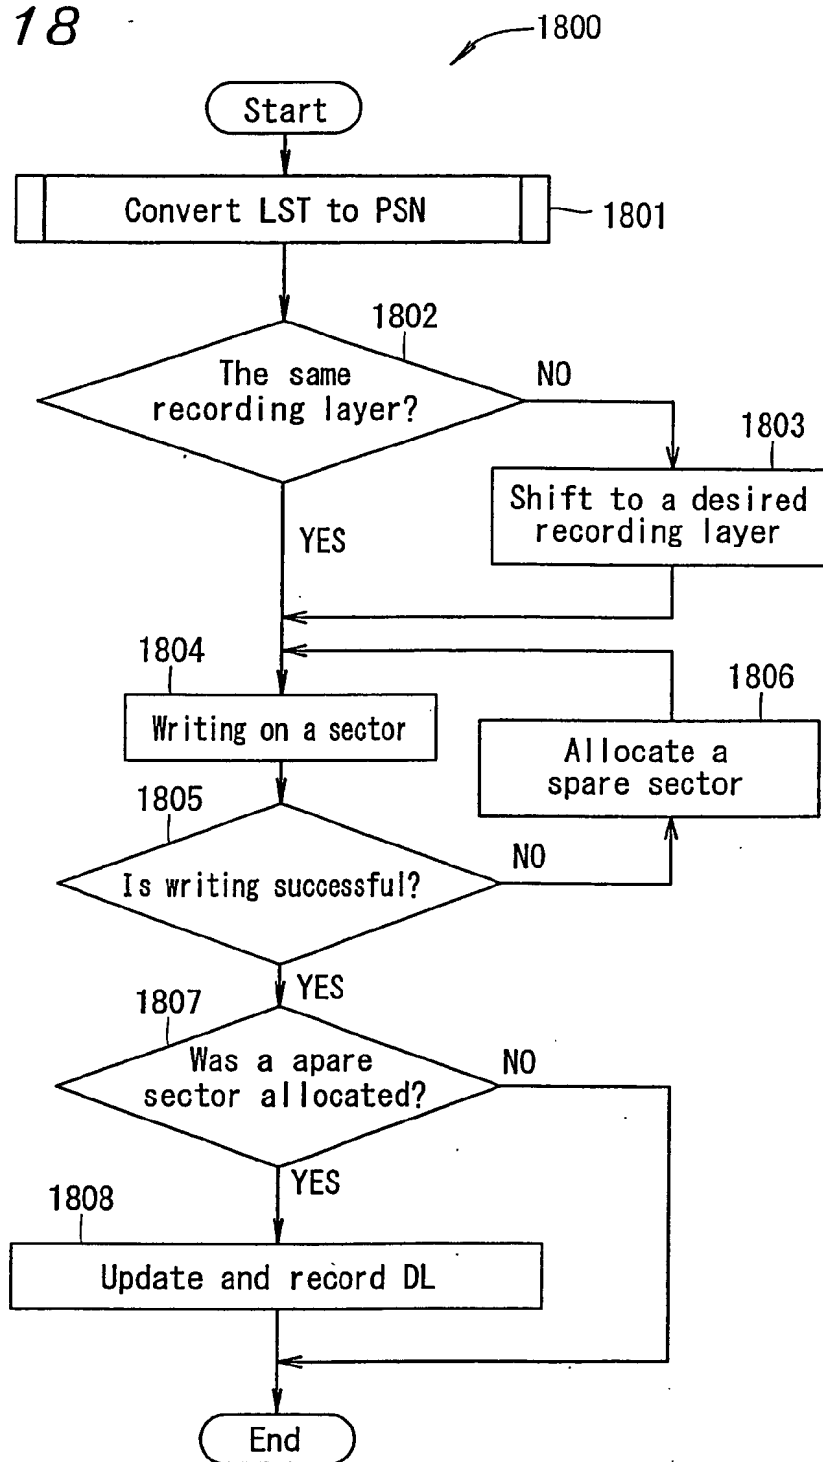 18
1800
Start
Convert LST to PSN
1801
1802
The same
recording layer?
NO
1803
Shift to a desired
recording layer
YES
1804
Writing on a sector
1806
Allocate a
spare sector
1805
Is writing successful?
NO
YES
1807
Was a apare
sector allocated?
NO
YES
1808
Update and record DL
End